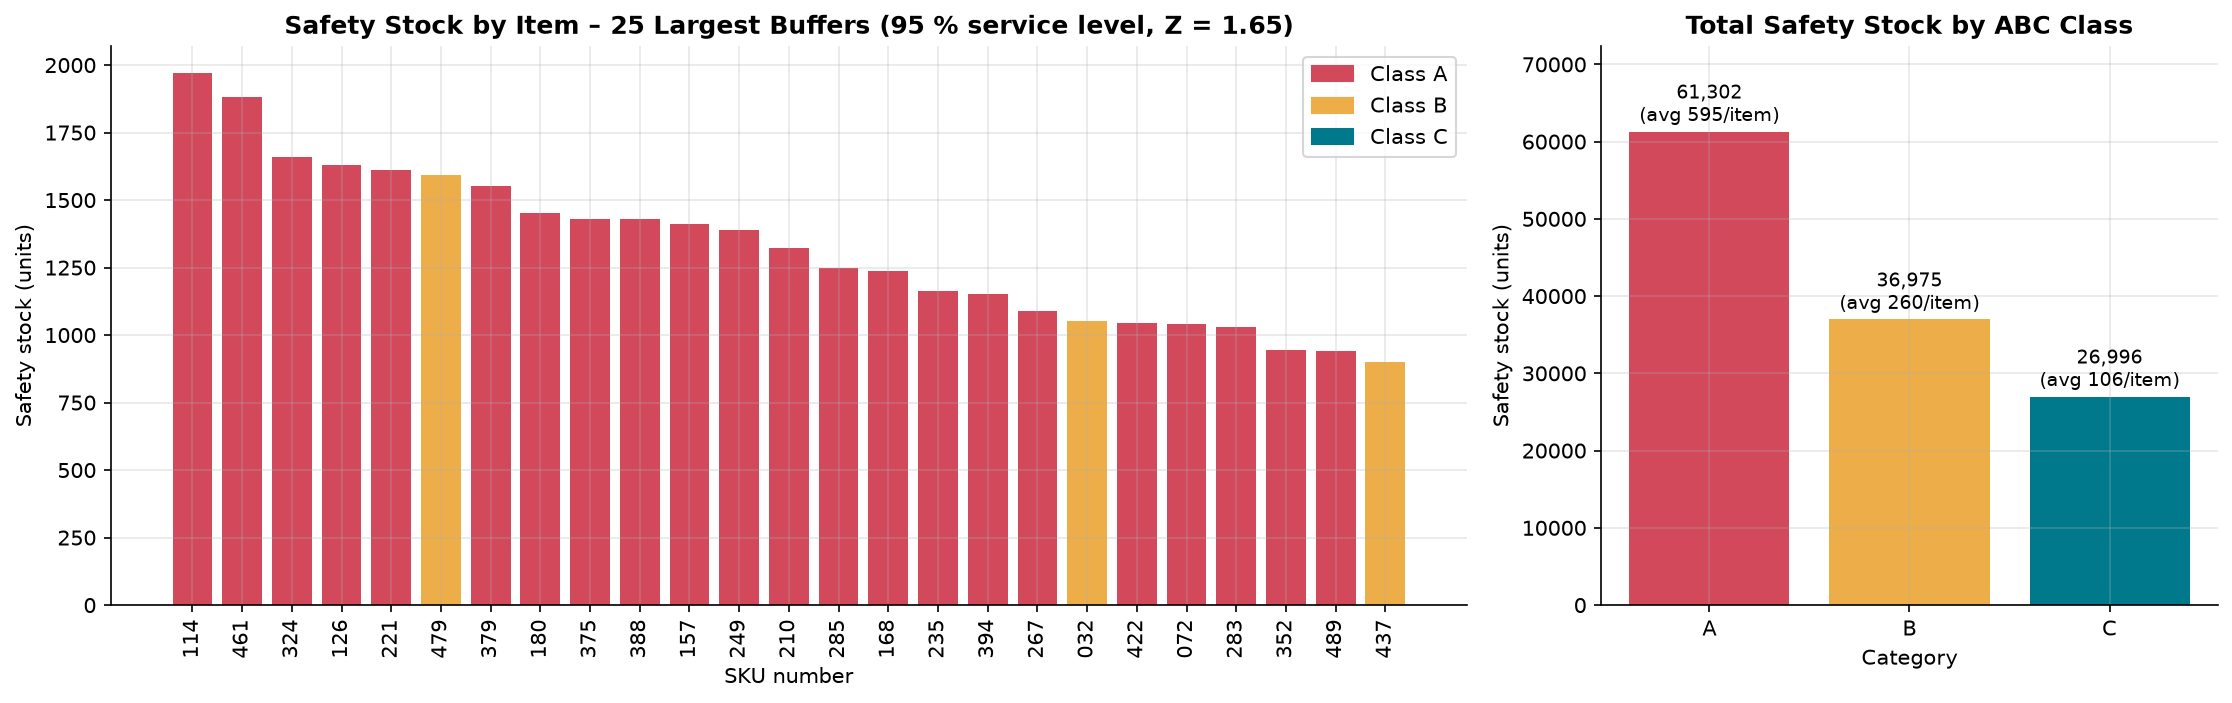 Safety Stock by Item – 25 Largest Buffers (95 % service level, Z = 1.65)
Safety stock (units)
2000
1750
1500
1250
1000
750
500
250
0
Class A
Class B
Class C
114 461 324 126 221 479 379 180 375 388 157 249 210 285 168 235 394 267 032 422 072 283 352 489 437
SKU number
Total Safety Stock by ABC Class
Safety stock (units)
70000
60000
50000
40000
30000
20000
10000
0
61,302
(avg 595/item)
36,975
(avg 260/item)
26,996
(avg 106/item)
A B C
Category